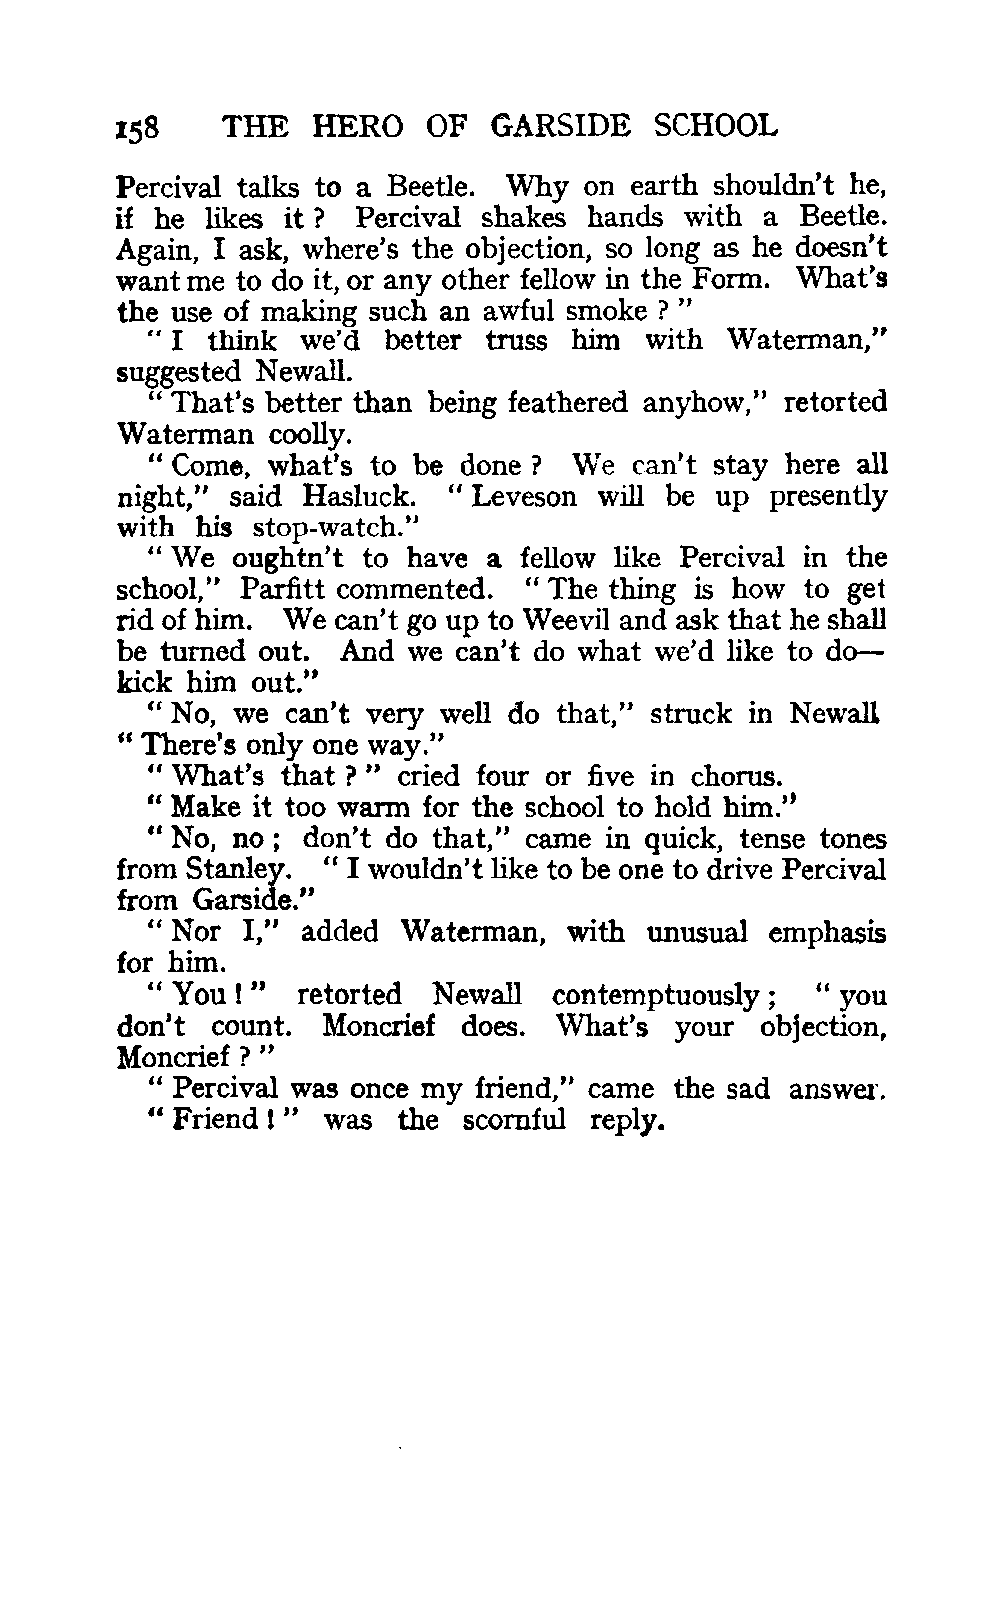 158 THE HERO OF GARSIDE SCHOOL
Percival talks to a Beetle. Why on earth shouldn't he,
if he likes it ? Percival shakes hands with a Beetle.
Again, I ask, where's the objection, so long as he doesn't
want me to do it, or any other fellow in the Form. What's
the use of making such an awful smoke ? "
" I think we'd better truss him with Waterman,"
suggested Newall.
" That's better than being feathered anyhow," retorted
Waterman coolly.
" Come, what's to be done ? We can't stay here all
night," said Hasluck. " Leveson will be up presently
with his stop-watch."
" We oughtn't to have a fellow like Percival in the
school," Parfitt commented. " The thing is how to get
rid of him. We can't go up to Weevil and ask that he shall
be turned out. And we can't do what we'd like to do—
kick him out."
" No, we can't very well do that," struck in Newall
" There's only one way."
" What's that ? " cried four or five in chorus.
" Make it too warm for the school to hold him."
" No, no ; don't do that," came in quick, tense tones
from Stanley. " I wouldn't like to be one to drive Percival
from Garside."
" Nor I," added Waterman, with unusual emphasis
for him.
" You ! " retorted Newall contemptuously ; " you
don't count. Moncrief does. What's your objection,
Moncrief ? "
" Percival was once my friend," came the sad answer.
" Friend ! " was the scornful reply.